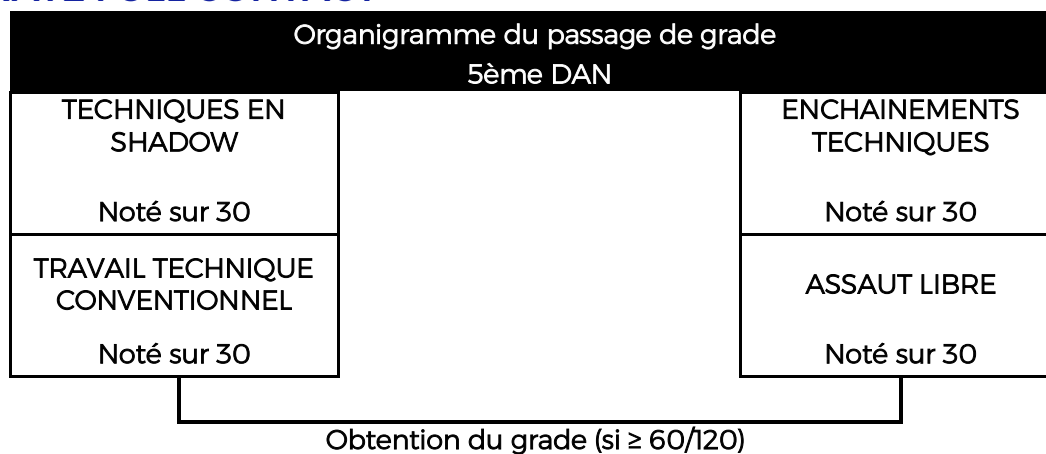 Organigramme du passage de grade
5ème DAN
TECHNIQUES EN
SHADOW
Noté sur 30
TRAVAIL TECHNIQUE
CONVENTIONNEL
Noté sur 30
ENCHAINEMENTS
TECHNIQUES
Noté sur 30
ASSAUT LIBRE
Noté sur 30
Obtention du grade (si ≥ 60/120)